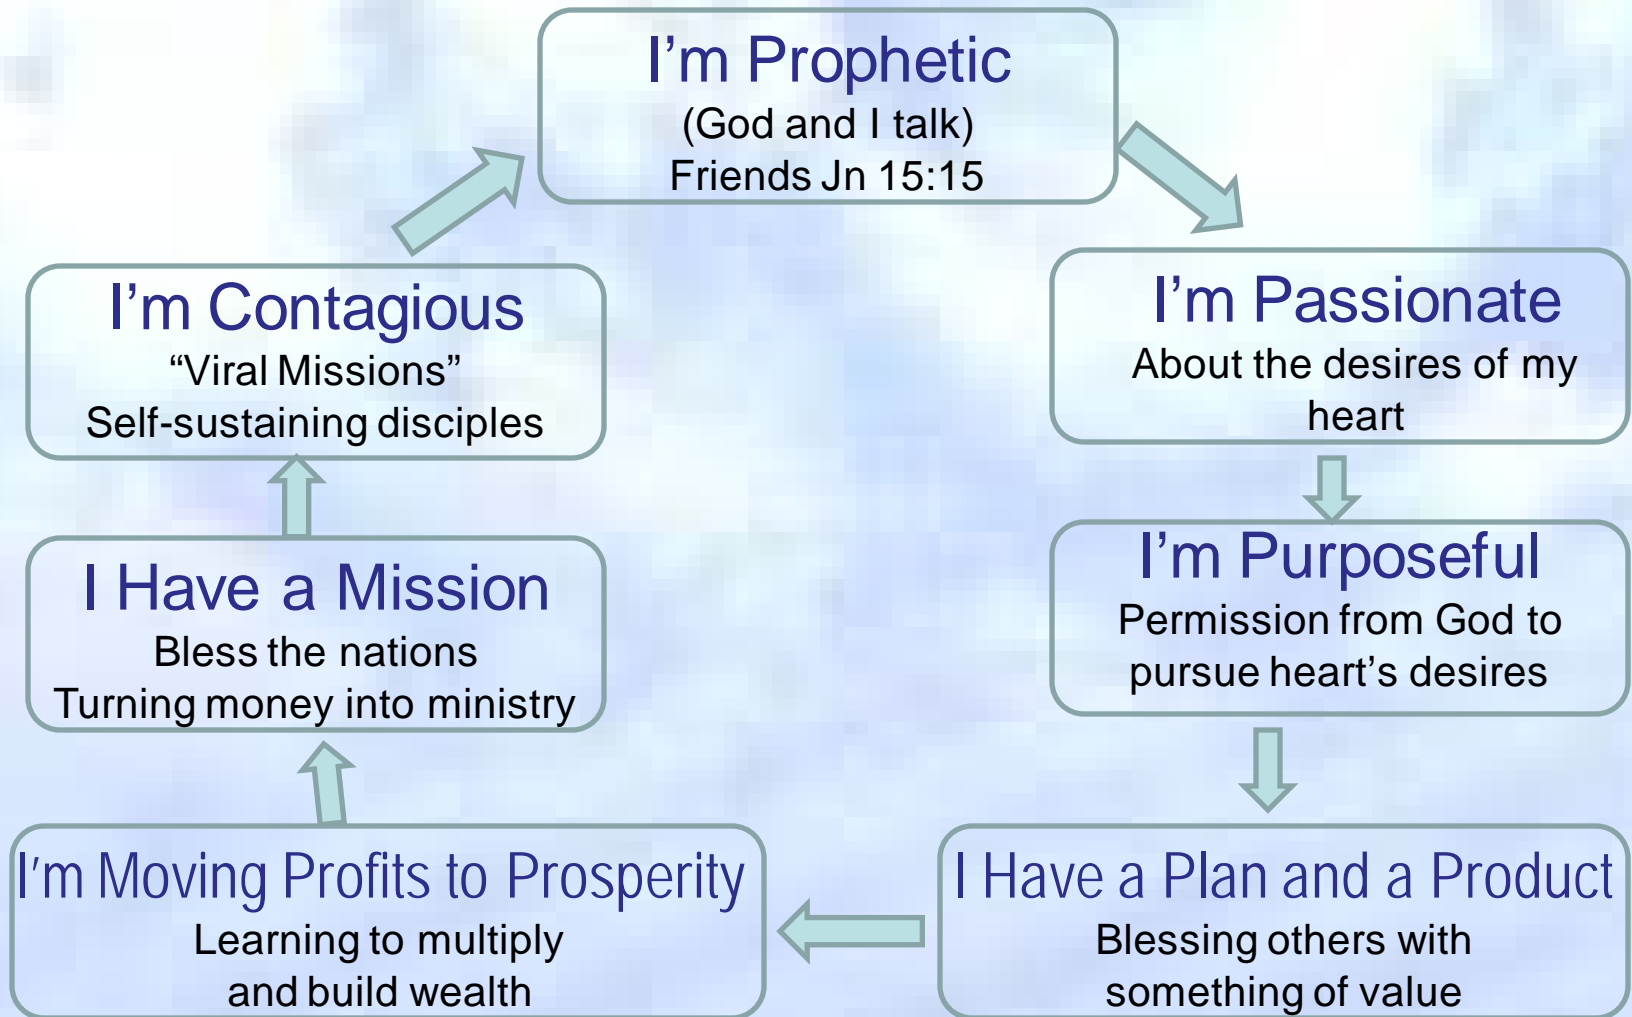 I'm Prophetic
(God and I talk)
Friends Jn 15:15
I'm Passionate
About the desires of my
heart
I'm Purposeful
Permission from God to
pursue heart's desires
I Have a Plan and a Product
Blessing others with
something of value
I'm Moving Profits to Prosperity
Learning to multiply
and build wealth
I Have a Mission
Bless the nations
Turning money into ministry
I'm Contagious
“Viral Missions”
Self-sustaining disciples